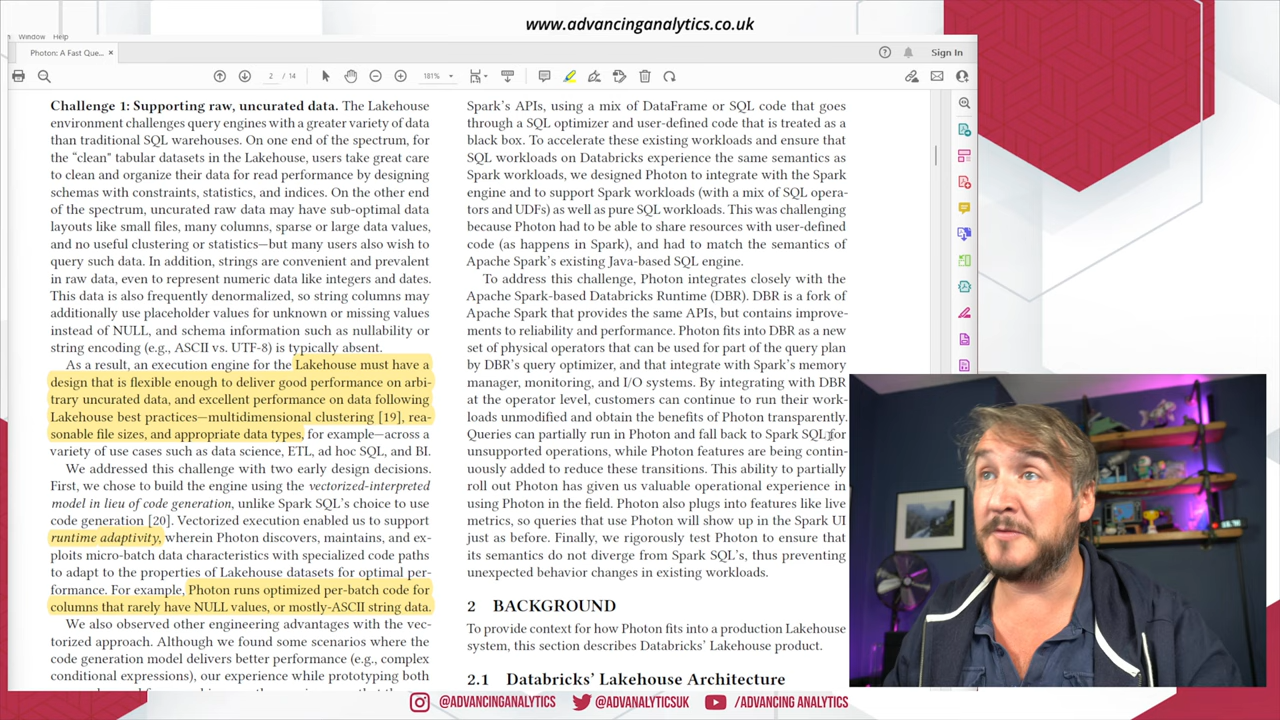 www.advancinganalytics.co.uk
Window Help
Photon: A Fast Que... ×
Sign In
2 / 14
181%
Challenge 1: Supporting raw, uncurated data. The Lakehouse
environment challenges query engines with a greater variety of data
than traditional SQL warehouses. On one end of the spectrum, for
the “clean" tabular datasets in the Lakehouse, users take great care
to clean and organize their data for read performance by designing
schemas with constraints, statistics, and indices. On the other end
of the spectrum, uncurated raw data may have sub-optimal data
layouts like small files, many columns, sparse or large data values,
and no useful clustering or statistics—but many users also wish to
query such data. In addition, strings are convenient and prevalent
in raw data, even to represent numeric data like integers and dates.
This data is also frequently denormalized, so string columns may
additionally use placeholder values for unknown or missing values
instead of NULL, and schema information such as nullability or
string encoding (e.g., ASCII vs. UTF-8) is typically absent.
As a result, an execution engine for the Lakehouse must have a
design that is flexible enough to deliver good performance on arbi-
trary uncurated data, and excellent performance on data following
Lakehouse best practices—multidimensional clustering [19], rea-
sonable file sizes, and appropriate data types, for example—across a
variety of use cases such as data science, ETL, ad hoc SQL, and BI.
We addressed this challenge with two early design decisions.
First, we chose to build the engine using the vectorized-interpreted
model in lieu of code generation, unlike Spark SQL's choice to use
code generation [20]. Vectorized execution enabled us to support
runtime adaptivity, wherein Photon discovers, maintains, and ex-
ploits micro-batch data characteristics with specialized code paths
to adapt to the properties of Lakehouse datasets for optimal per-
formance. For example, Photon runs optimized per-batch code for
columns that rarely have NULL values, or mostly-ASCII string data.
We also observed other engineering advantages with the vec-
torized approach. Although we found some scenarios where the
code generation model delivers better performance (e.g., complex
conditional expressions), our experience while prototyping both
Spark's APIs, using a mix of DataFrame or SQL code that goes
through a SQL optimizer and user-defined code that is treated as a
black box. To accelerate these existing workloads and ensure that
SQL workloads on Databricks experience the same semantics as
Spark workloads, we designed Photon to integrate with the Spark
engine and to support Spark workloads (with a mix of SQL opera-
tors and UDFs) as well as pure SQL workloads. This was challenging
because Photon had to be able to share resources with user-defined
code (as happens in Spark), and had to match the semantics of
Apache Spark's existing Java-based SQL engine.
To address this challenge, Photon integrates closely with the
Apache Spark-based Databricks Runtime (DBR). DBR is a fork of
Apache Spark that provides the same APIs, but contains improve-
ments to reliability and performance. Photon fits into DBR as a new
set of physical operators that can be used for part of the query plan
by DBR's query optimizer, and that integrate with Spark's memory
manager, monitoring, and I/O systems. By integrating with DBR
at the operator level, customers can continue to run their work-
loads unmodified and obtain the benefits of Photon transparently.
Queries can partially run in Photon and fall back to Spark SQL for
unsupported operations, while Photon features are being contin-
uously added to reduce these transitions. This ability to partially
roll out Photon has given us valuable operational experience in
using Photon in the field. Photon also plugs into features like live
metrics, so queries that use Photon will show up in the Spark UI
just as before. Finally, we rigorously test Photon to ensure that
its semantics do not diverge from Spark SQL's, thus preventing
unexpected behavior changes in existing workloads.
2 BACKGROUND
To provide context for how Photon fits into a production Lakehouse
system, this section describes Databricks' Lakehouse product.
2.1 Databricks' Lakehouse Architecture
@ADVANCINGANALYTICS @ADVANALYTICSUK /ADVANCING ANALYTICS